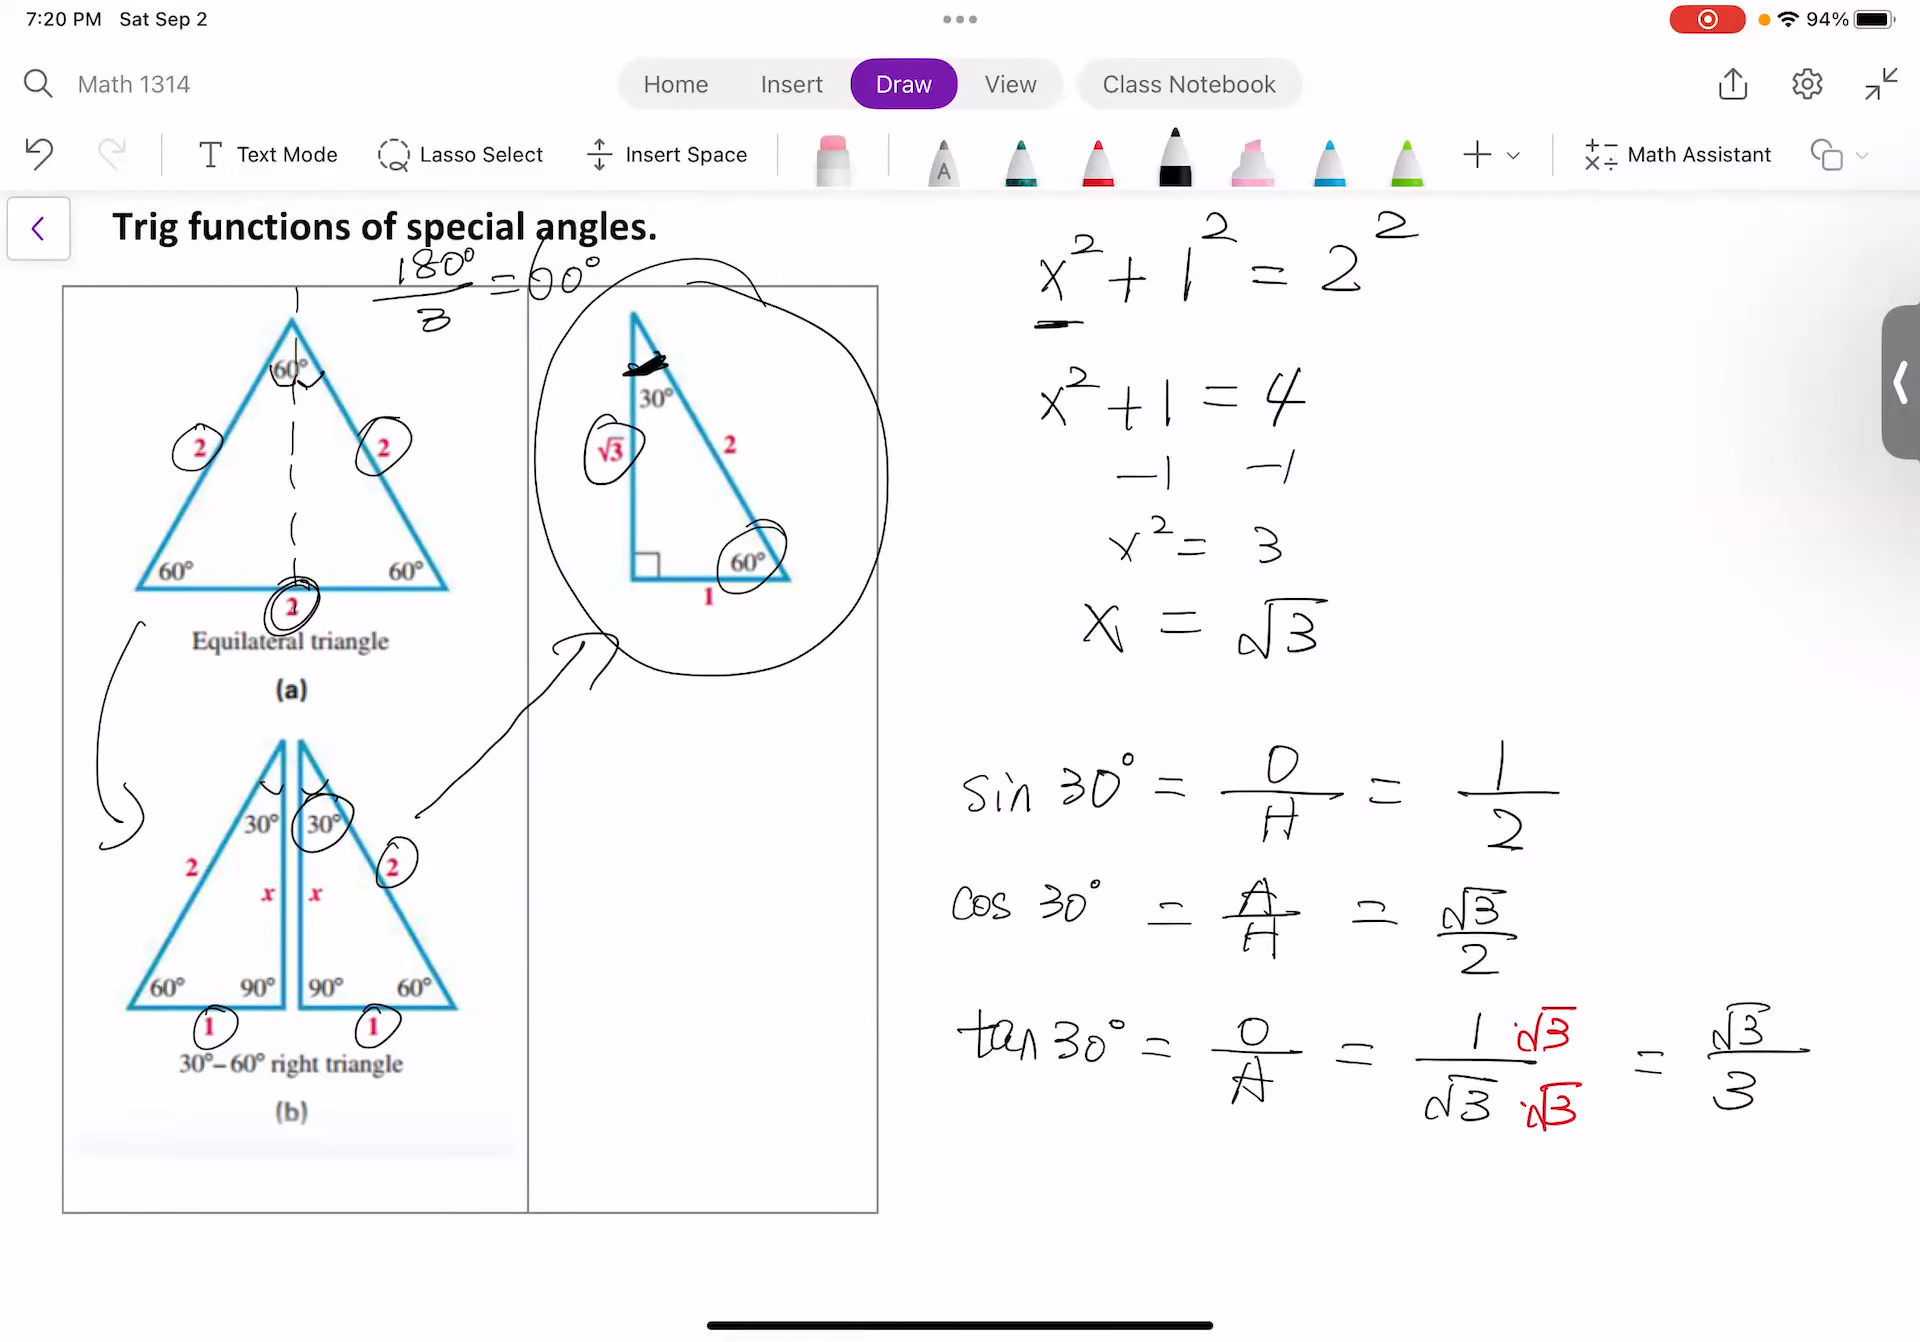 7:20 PM Sat Sep 2
94%
Math 1314
Home Insert Draw View Class Notebook
Text Mode Lasso Select Insert Space A Math Assistant
Trig functions of special angles.
180°/3 = 60°
60°
2 2
60° 60°
2
Equilateral triangle
(a)
30° 30°
2 2
x x
60° 90° 90° 60°
1 1
30°–60° right triangle
(b)
30°
√3 2
60°
1
x² + 1² = 2²
x² + 1 = 4
-1 -1
x² = 3
x = √3
sin 30° = O/H = 1/2
cos 30° = A/H = √3/2
tan 30° = O/A = 1·√3/√3·√3 = √3/3